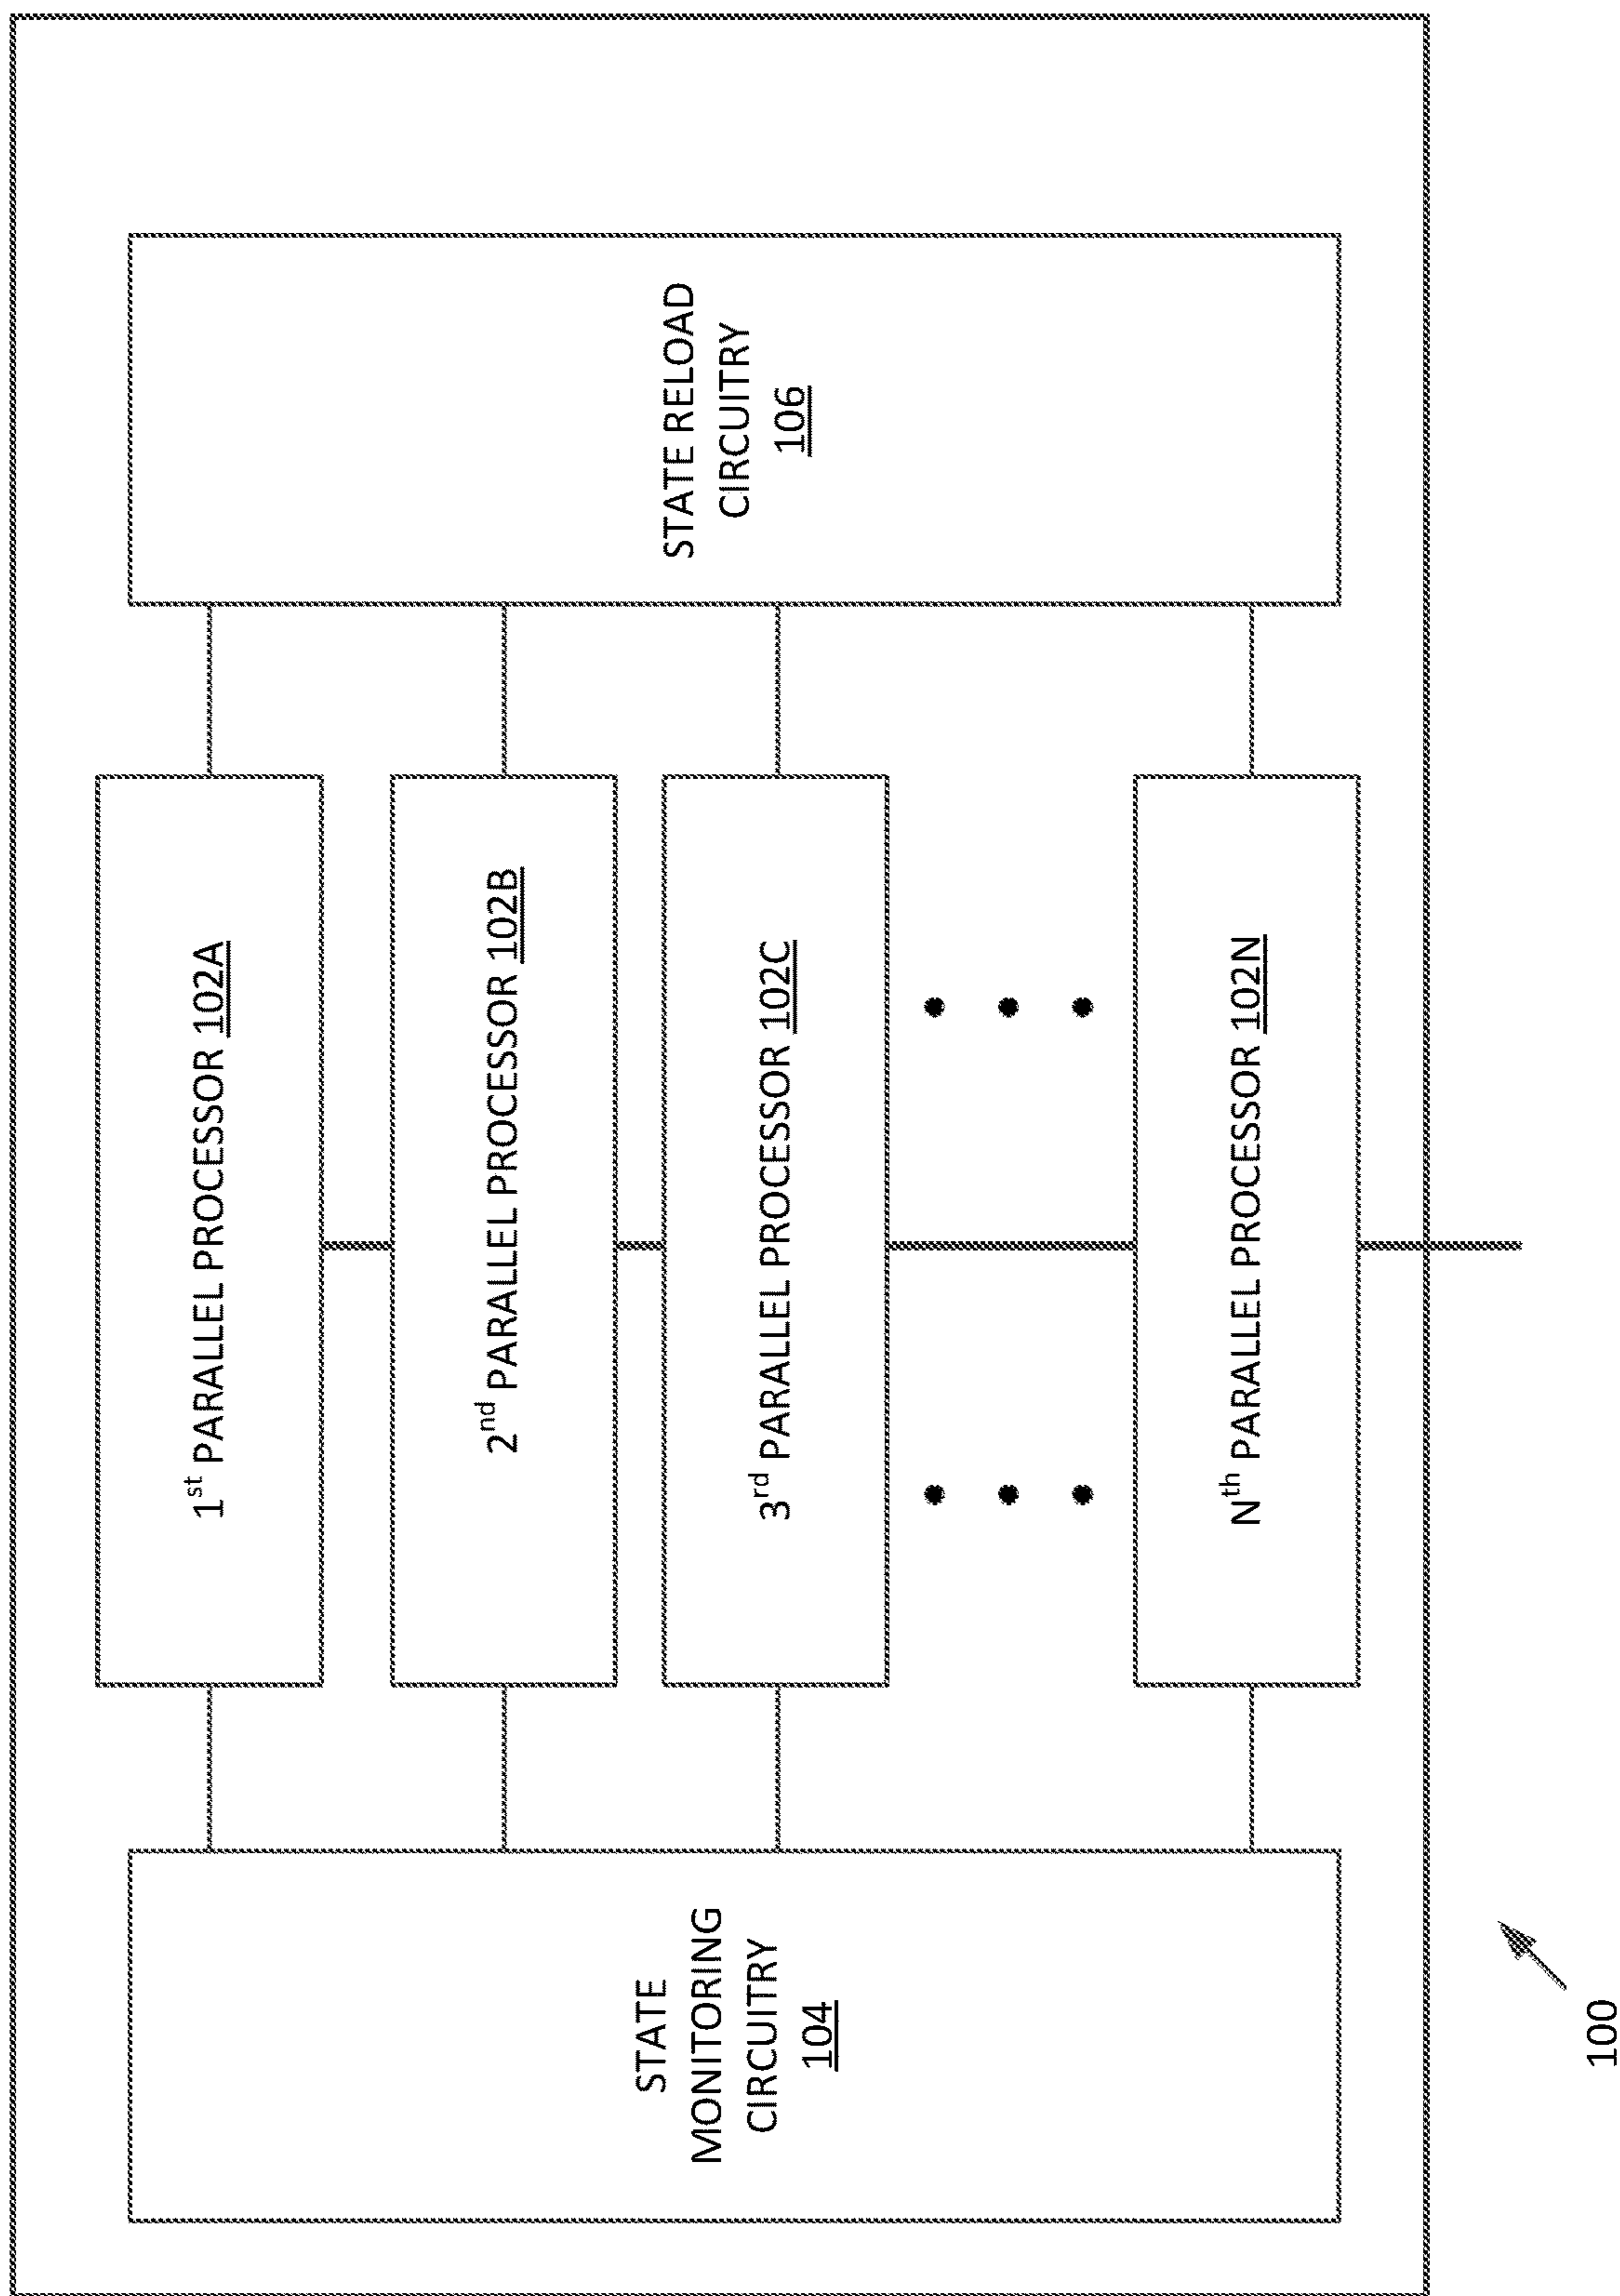 STATE
MONITORING
CIRCUITRY
104
1st PARALLEL PROCESSOR 102A
2nd PARALLEL PROCESSOR 102B
3rd PARALLEL PROCESSOR 102C
Nth PARALLEL PROCESSOR 102N
STATE RELOAD
CIRCUITRY
106
100